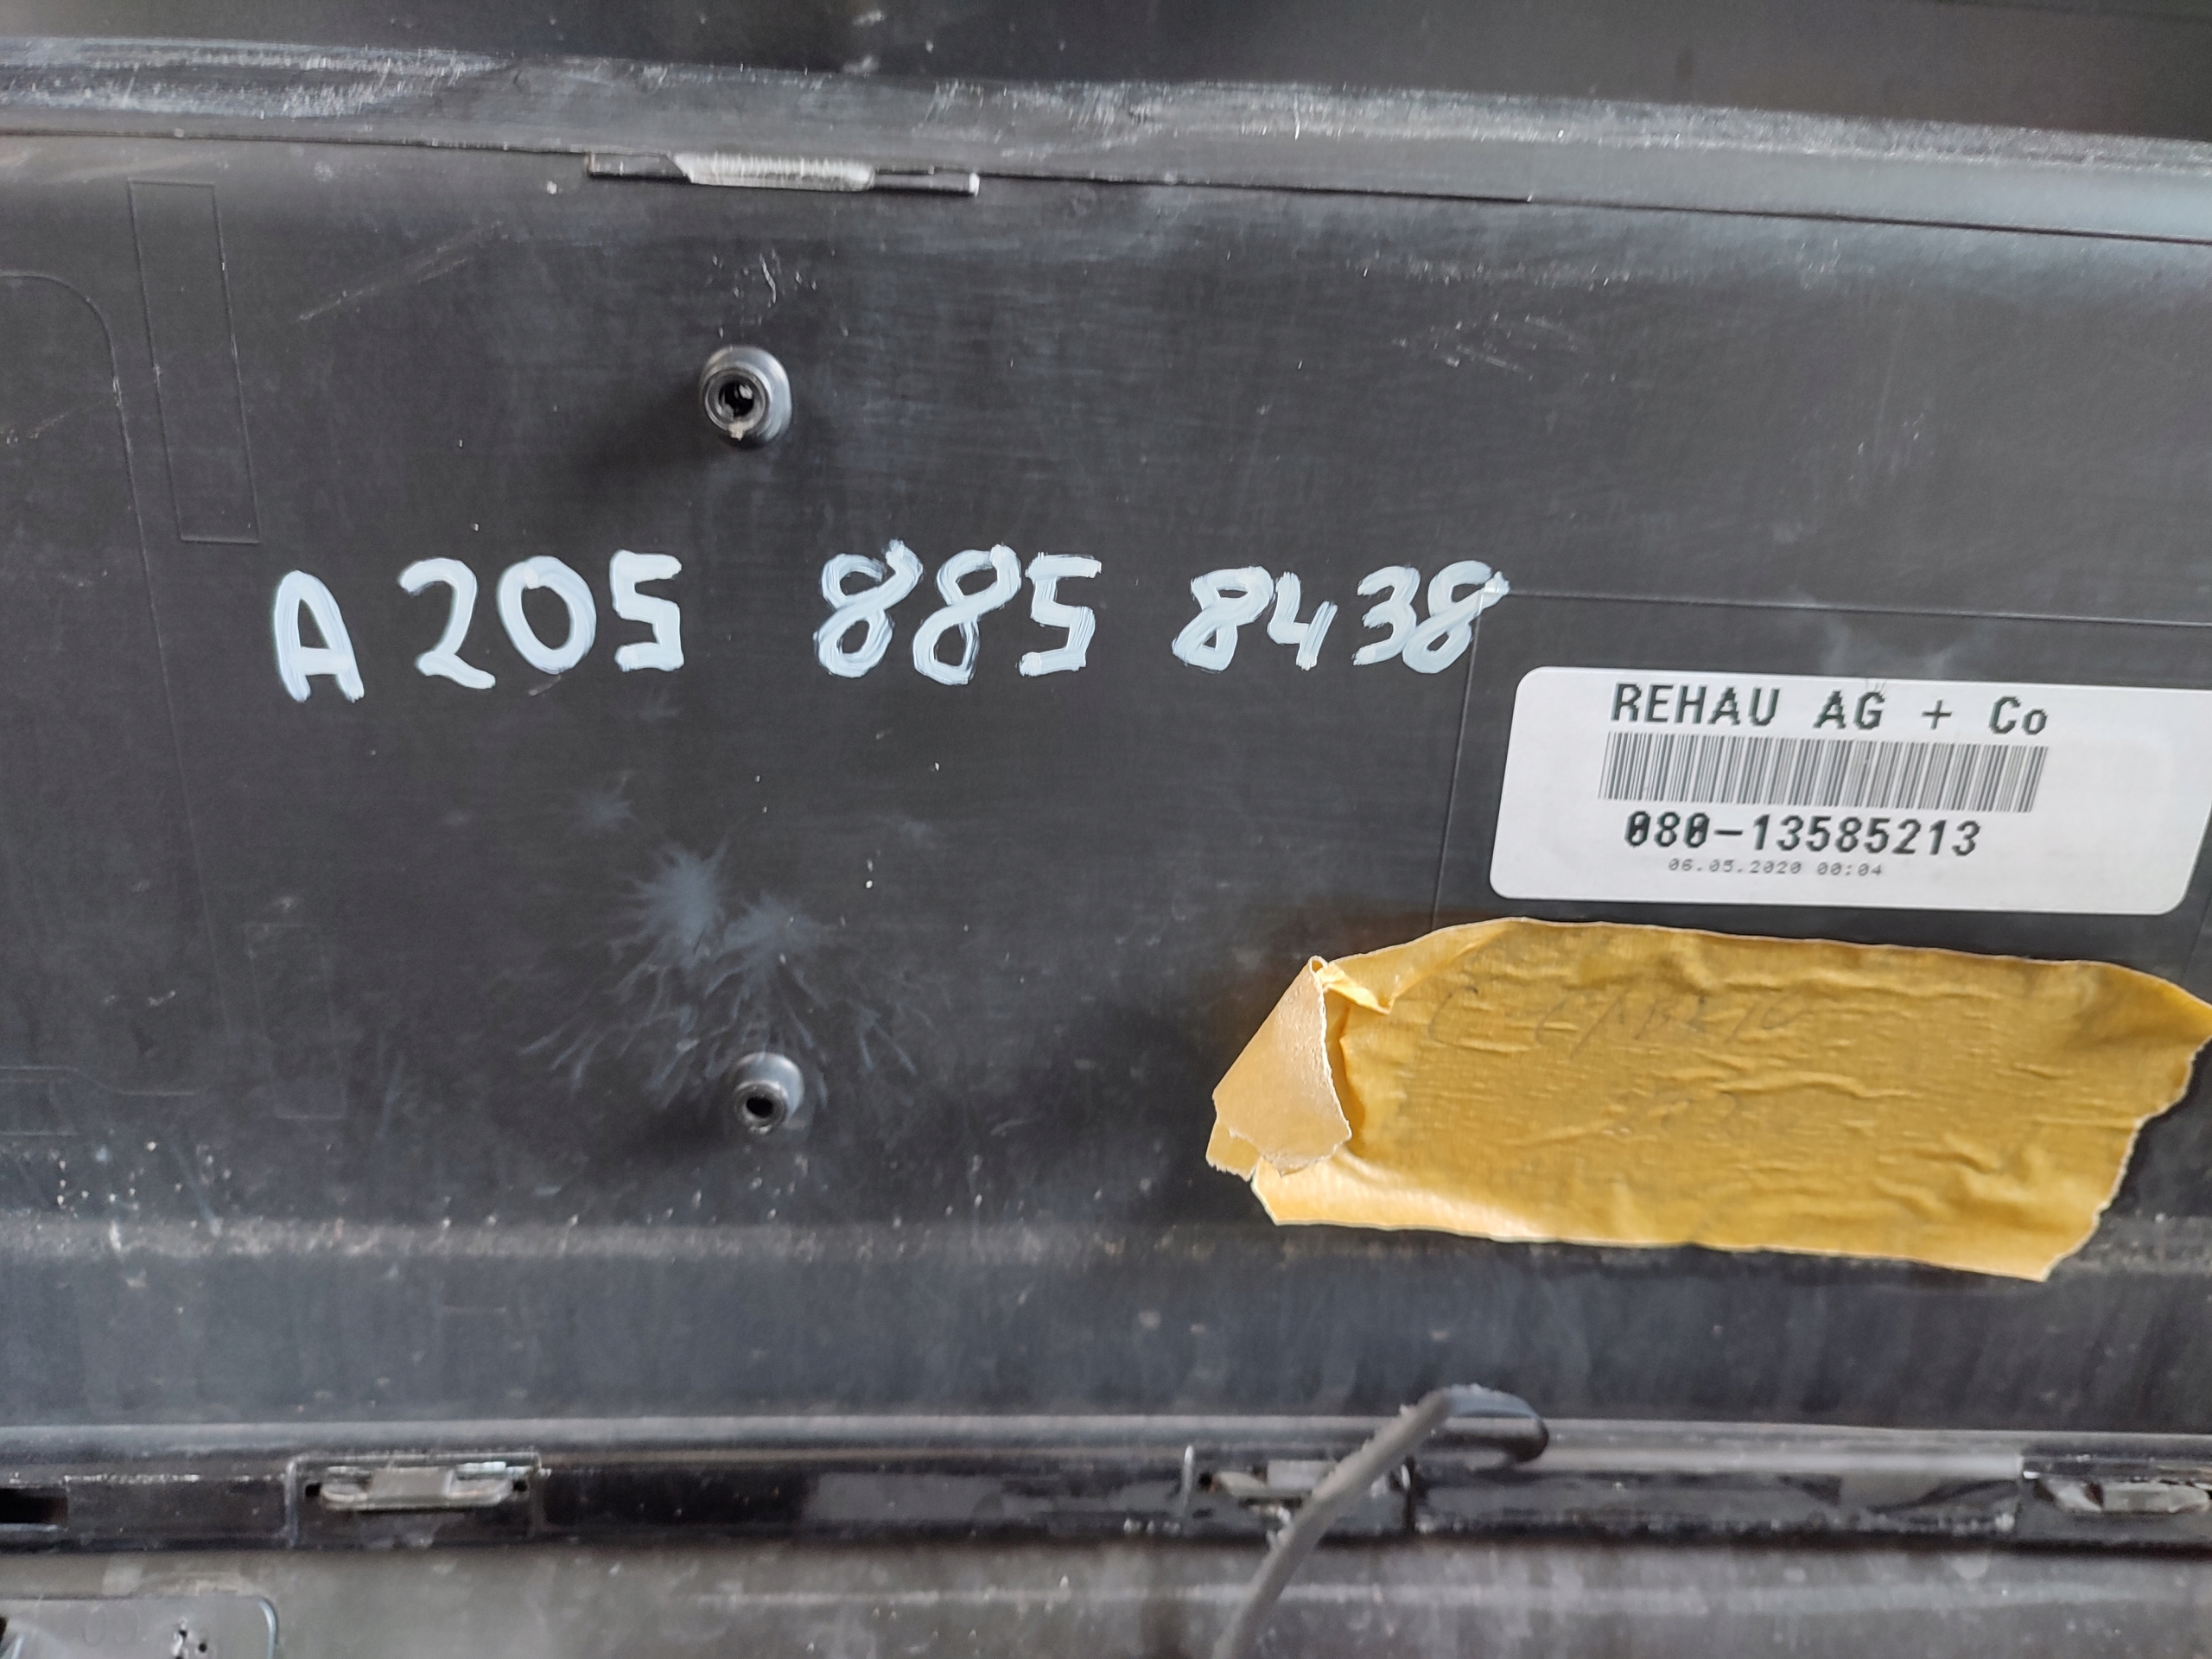 A 205 885 8438
REHAU AG + Co
080-13585213
06.05.2020 00:04